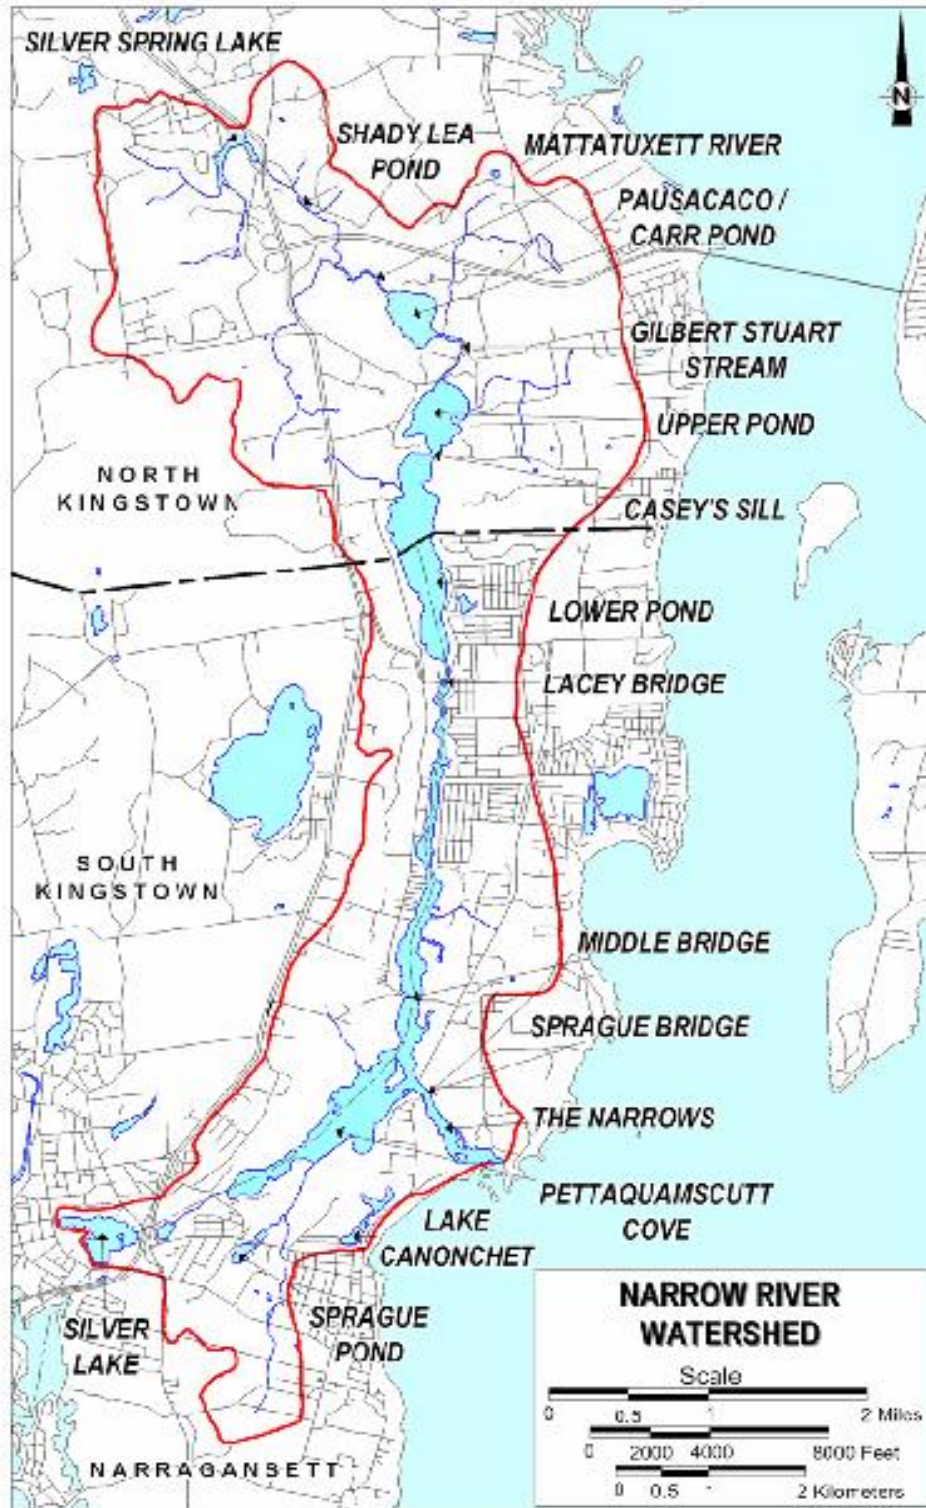 SILVER SPRING LAKE
N
SHADY LEA
POND
MATTATUXETT RIVER
PAUSACACO /
CARR POND
GILBERT STUART
STREAM
UPPER POND
NORTH
KINGSTOWN
CASEY'S SILL
LOWER POND
LACEY BRIDGE
SOUTH
KINGSTOWN
MIDDLE BRIDGE
SPRAGUE BRIDGE
THE NARROWS
PETTAQUAMSCUTT
COVE
LAKE
CANONCHET
SILVER
LAKE
SPRAGUE
POND
NARRAGANSETT
NARROW RIVER
WATERSHED
Scale
0 0.5 1 2 Miles
0 2000 4000 8000 Feet
0 0.5 1 2 Kilometers